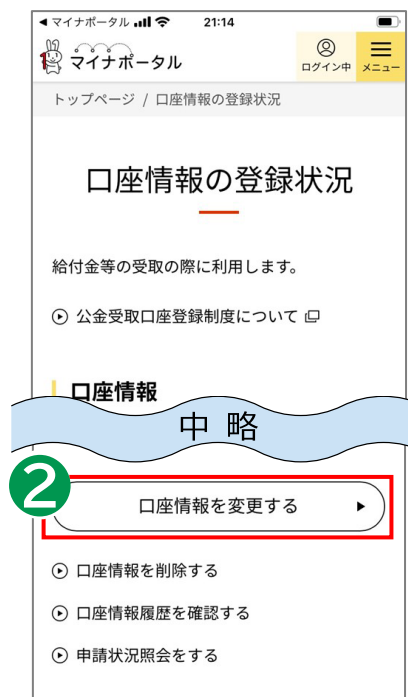 マイナポータル 21:14
マイナポータル
ログイン中 メニュー
トップページ / 口座情報の登録状況
口座情報の登録状況
給付金等の受取の際に利用します。
公金受取口座登録制度について
口座情報
中 略
2
口座情報を変更する
口座情報を削除する
口座情報履歴を確認する
申請状況照会をする